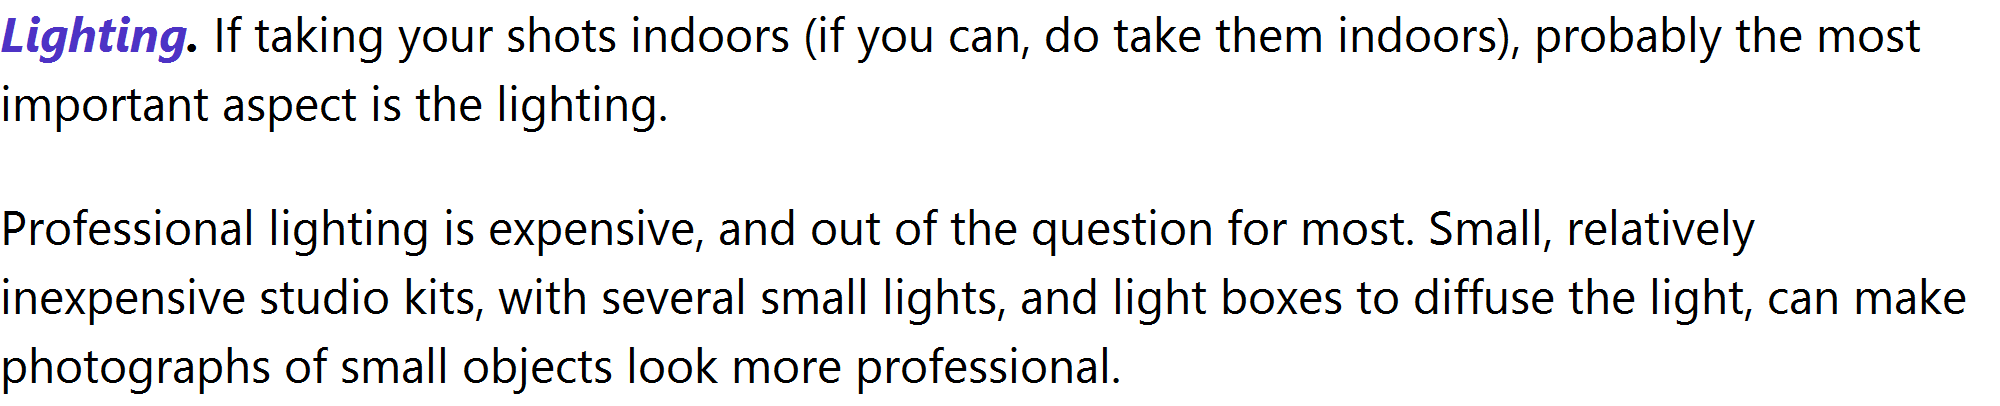 Lighting. If taking your shots indoors (if you can, do take them indoors), probably the most
important aspect is the lighting.
Professional lighting is expensive, and out of the question for most. Small, relatively
inexpensive studio kits, with several small lights, and light boxes to diffuse the light, can make
photographs of small objects look more professional.